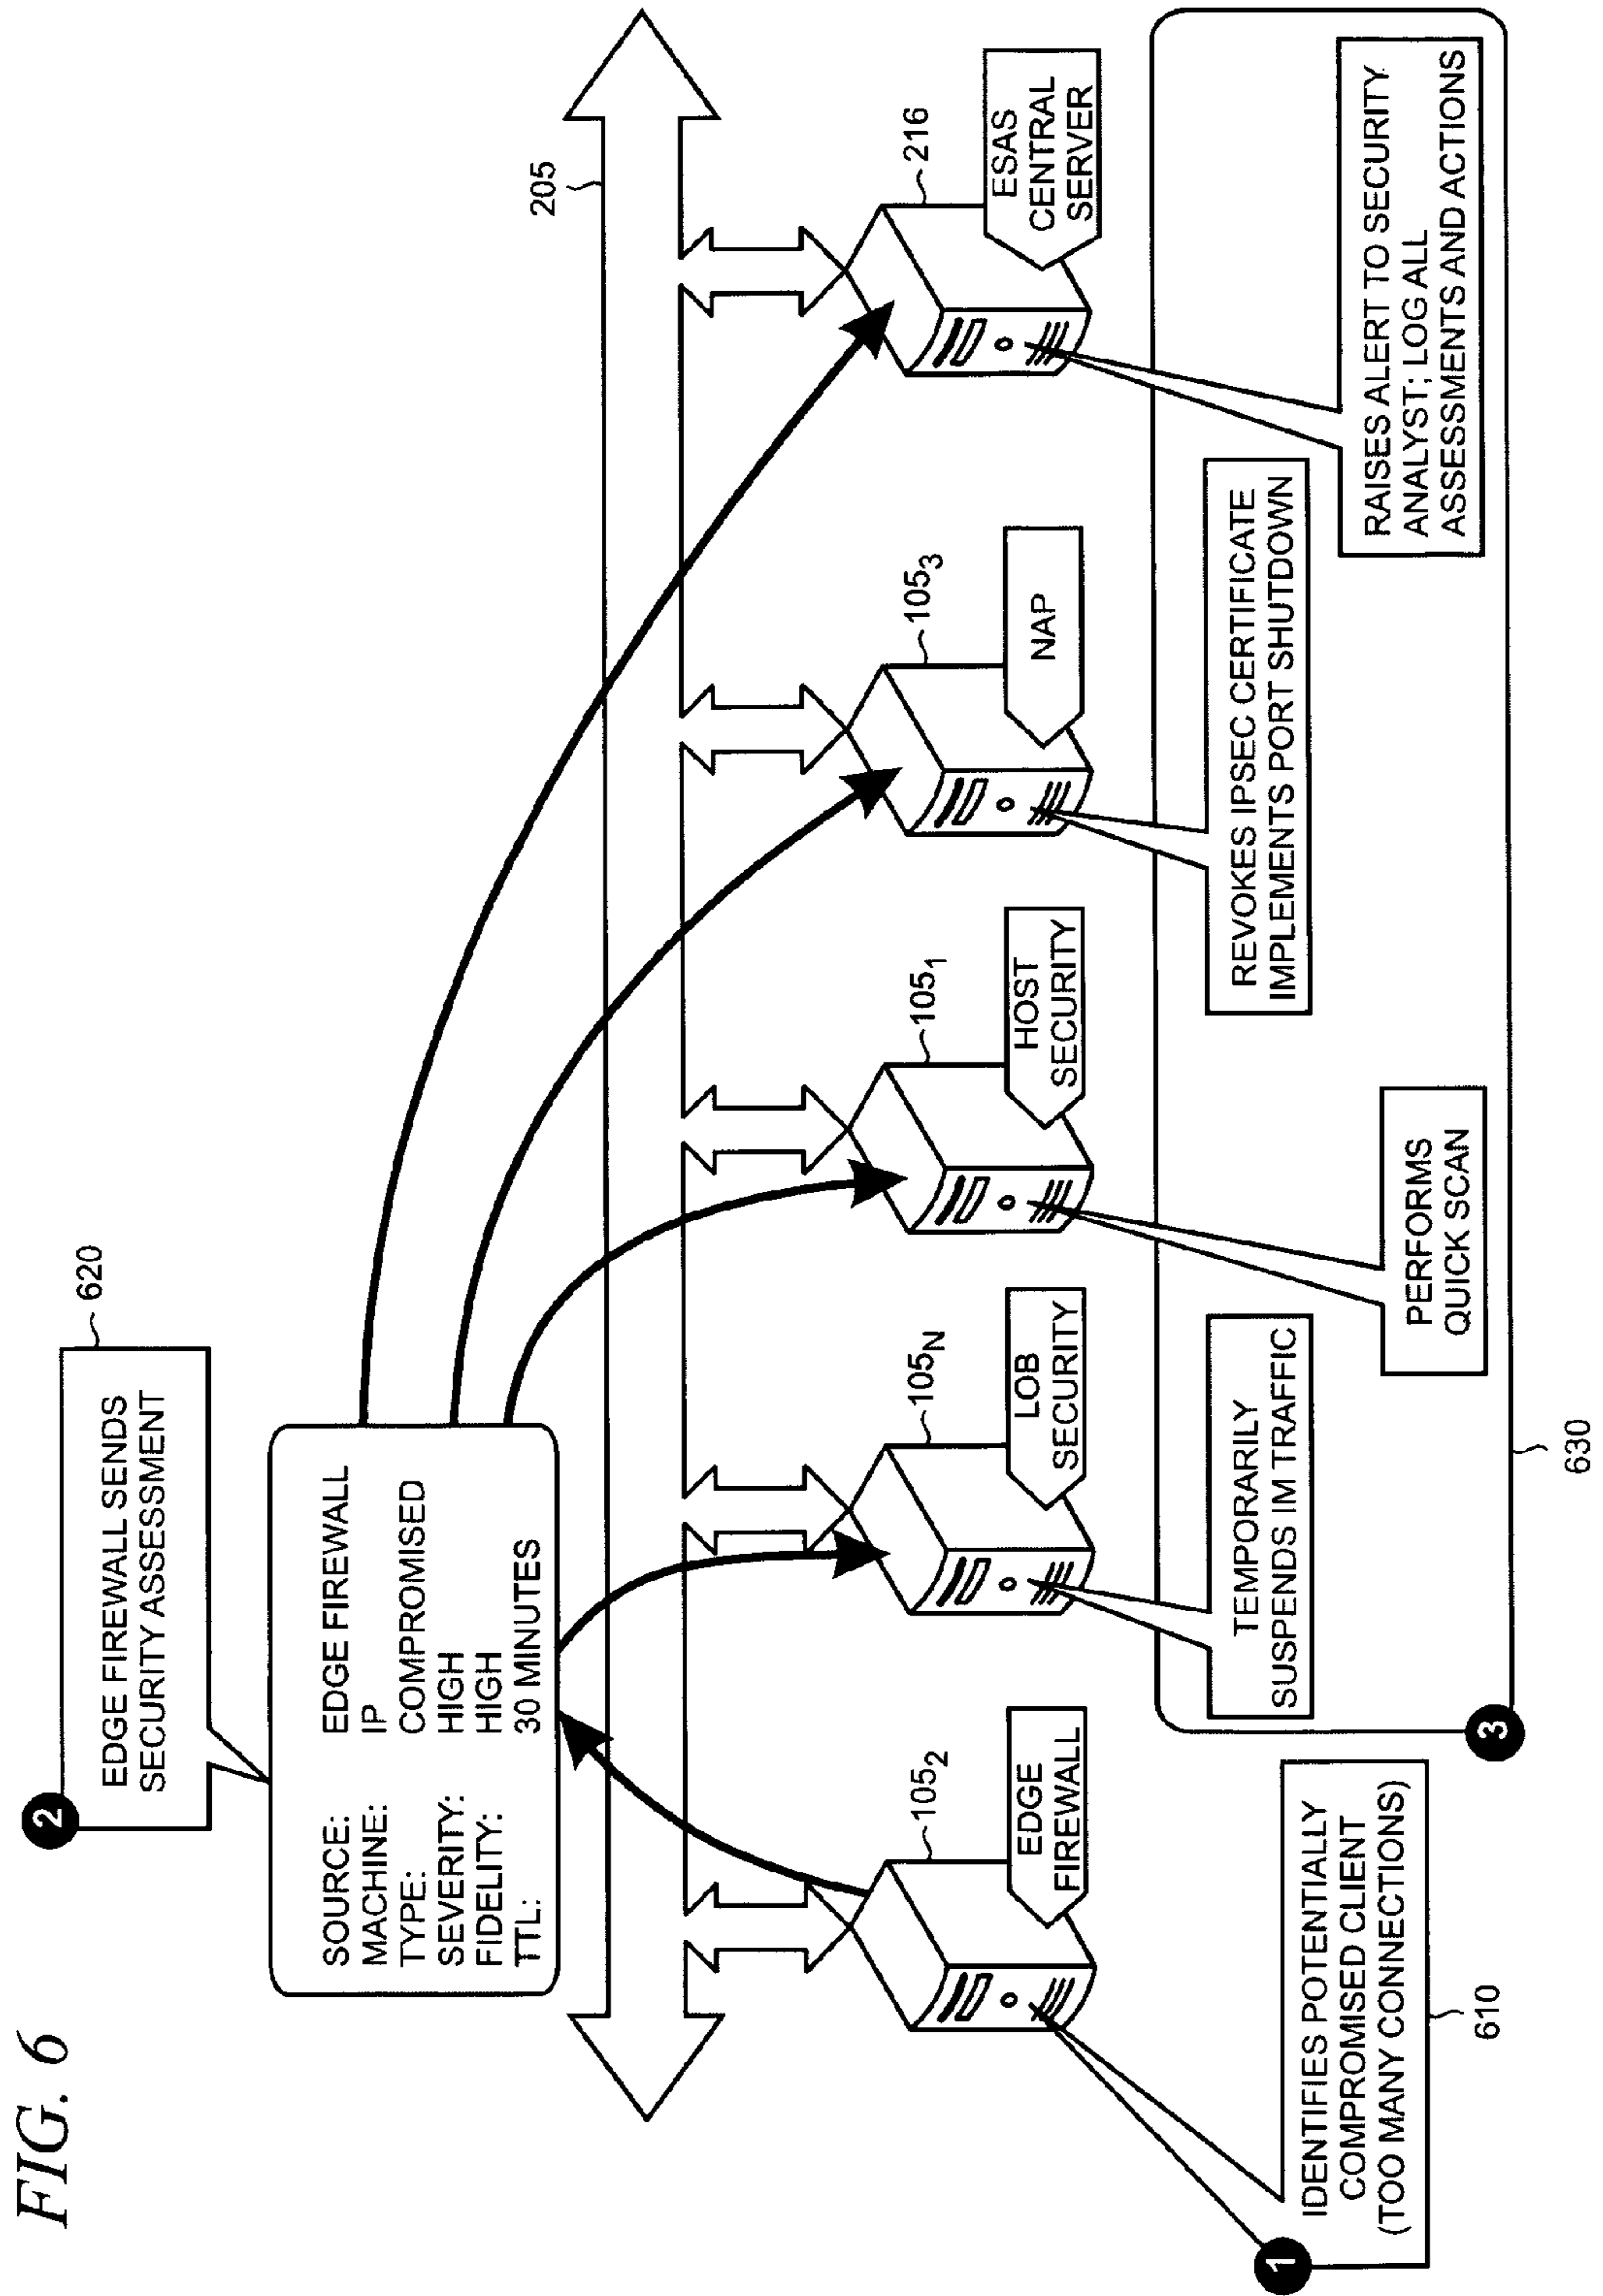 FIG. 6
2
EDGE FIREWALL SENDS
SECURITY ASSESSMENT
620
SOURCE: EDGE FIREWALL
MACHINE: IP
TYPE: COMPROMISED
SEVERITY: HIGH
FIDELITY: HIGH
TTL: 30 MINUTES
205
105₂
EDGE
FIREWALL
105N
LOB
SECURITY
105₁
HOST
SECURITY
105₃
NAP
216
ESAS
CENTRAL
SERVER
1
IDENTIFIES POTENTIALLY
COMPROMISED CLIENT
(TOO MANY CONNECTIONS)
610
3
TEMPORARILY
SUSPENDS IM TRAFFIC
PERFORMS
QUICK SCAN
REVOKES IPSEC CERTIFICATE
IMPLEMENTS PORT SHUTDOWN
RAISES ALERT TO SECURITY
ANALYST; LOG ALL
ASSESSMENTS AND ACTIONS
630